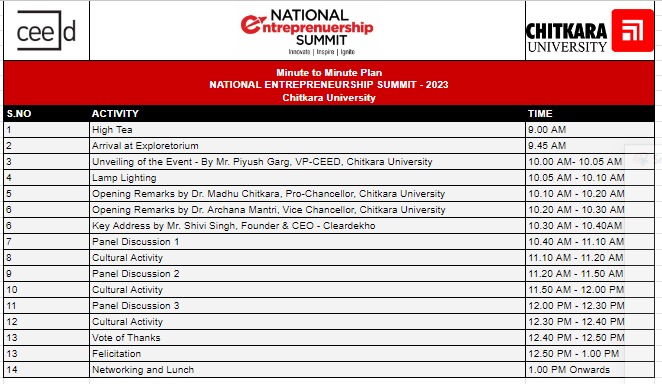 cee|d
NATIONAL
entrepreneurship
SUMMIT
Innovate | Inspire | Ignite
CHITKARA
UNIVERSITY
Minute to Minute Plan
NATIONAL ENTREPRENEURSHIP SUMMIT - 2023
Chitkara University
S.NO ACTIVITY TIME
1 High Tea 9.00 AM
2 Arrival at Exploretorium 9.45 AM
3 Unveiling of the Event - By Mr. Piyush Garg, VP-CEED, Chitkara University 10.00 AM- 10.05 AM
4 Lamp Lighting 10.05 AM - 10.10 AM
5 Opening Remarks by Dr. Madhu Chitkara, Pro-Chancellor, Chitkara University 10.10 AM - 10.20 AM
6 Opening Remarks by Dr. Archana Mantri, Vice Chancellor, Chitkara University 10.20 AM - 10.30 AM
6 Key Address by Mr. Shivi Singh, Founder & CEO - Cleardekho 10.30 AM - 10.40AM
7 Panel Discussion 1 10.40 AM - 11.10 AM
8 Cultural Activity 11.10 AM - 11.20 AM
9 Panel Discussion 2 11.20 AM - 11.50 AM
10 Cultural Activity 11.50 AM - 12.00 PM
11 Panel Discussion 3 12.00 PM - 12.30 PM
12 Cultural Activity 12.30 PM - 12.40 PM
13 Vote of Thanks 12.40 PM - 12.50 PM
13 Felicitation 12.50 PM - 1.00 PM
14 Networking and Lunch 1.00 PM Onwards